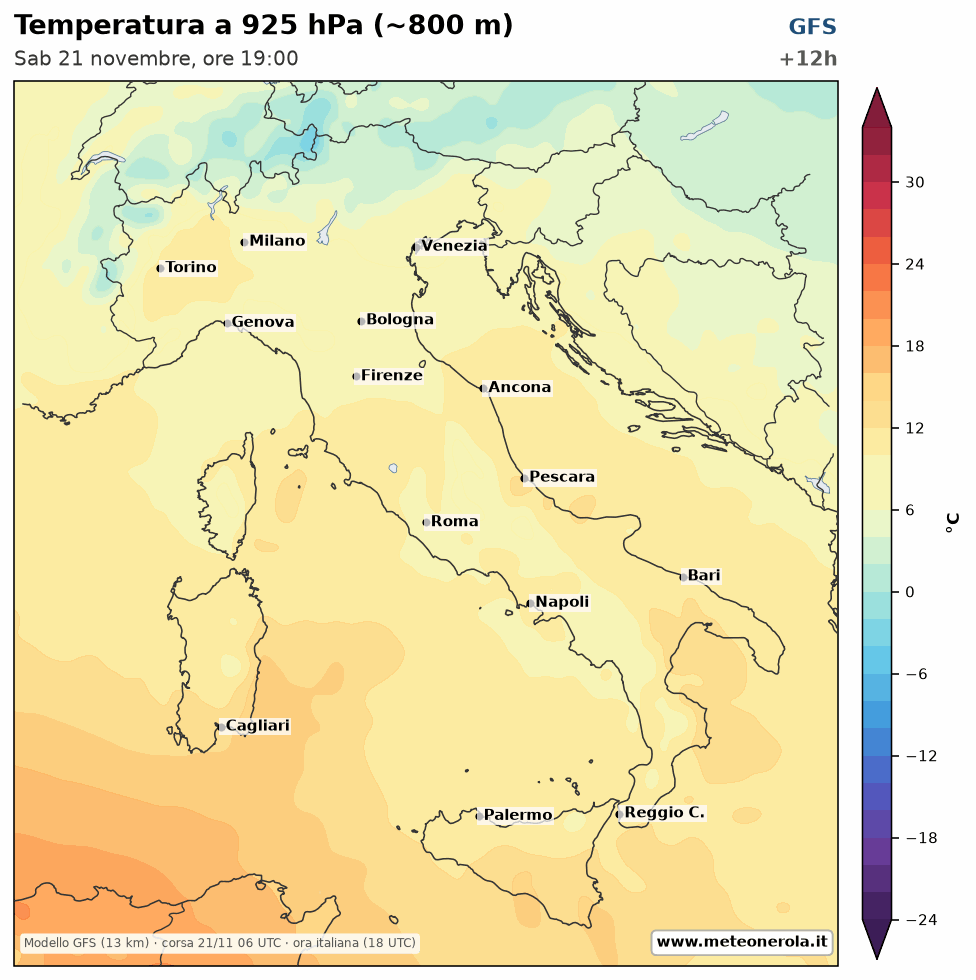 Temperatura a 925 hPa (~800 m)
GFS
Sab 21 novembre, ore 19:00
+12h
Milano
Venezia
Torino
Genova
Bologna
Firenze
Ancona
Pescara
Roma
Bari
Napoli
Cagliari
Palermo
Reggio C.
30
24
18
12
6
0
−6
−12
−18
−24
°C
Modello GFS (13 km) · corsa 21/11 06 UTC · ora italiana (18 UTC)
www.meteonerola.it